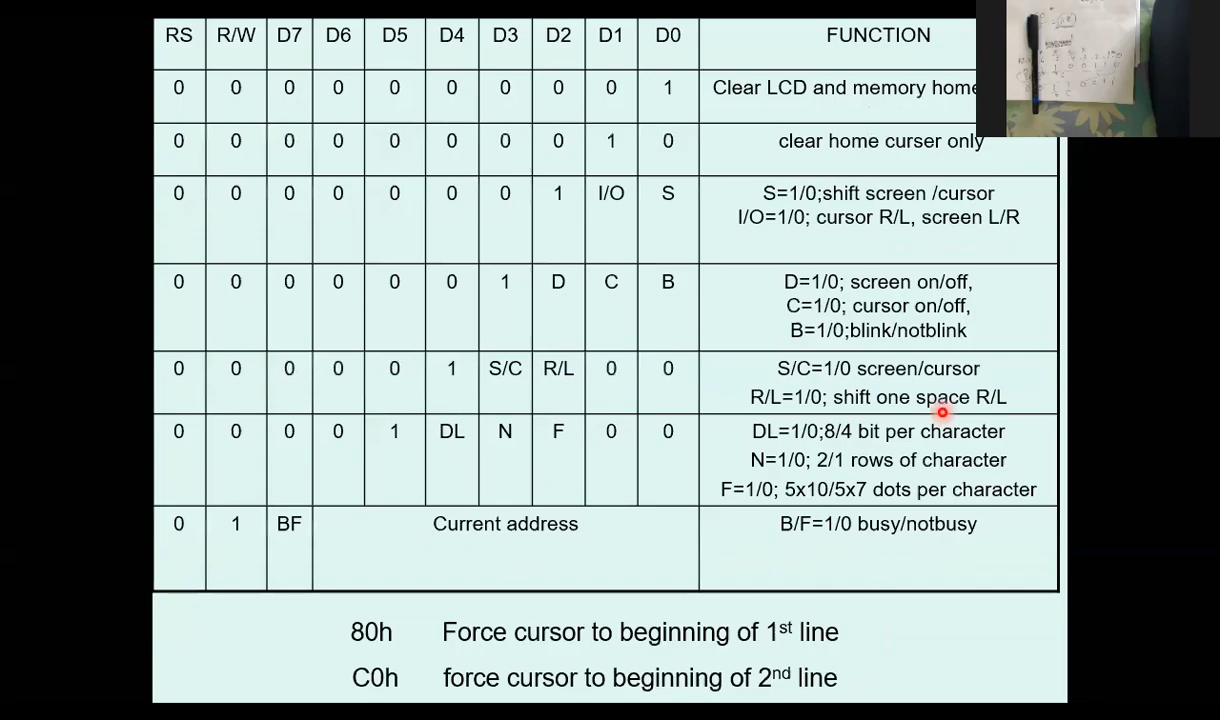 RS R/W D7 D6 D5 D4 D3 D2 D1 D0 FUNCTION
0 0 0 0 0 0 0 0 0 1 Clear LCD and memory home
0 0 0 0 0 0 0 0 1 0 clear home curser only
0 0 0 0 0 0 0 1 I/O S S=1/0;shift screen /cursor
I/O=1/0; cursor R/L, screen L/R
0 0 0 0 0 0 1 D C B D=1/0; screen on/off,
C=1/0; cursor on/off,
B=1/0;blink/notblink
0 0 0 0 0 1 S/C R/L 0 0 S/C=1/0 screen/cursor
R/L=1/0; shift one space R/L
0 0 0 0 1 DL N F 0 0 DL=1/0;8/4 bit per character
N=1/0; 2/1 rows of character
F=1/0; 5x10/5x7 dots per character
0 1 BF Current address B/F=1/0 busy/notbusy
80h Force cursor to beginning of 1st line
C0h force cursor to beginning of 2nd line